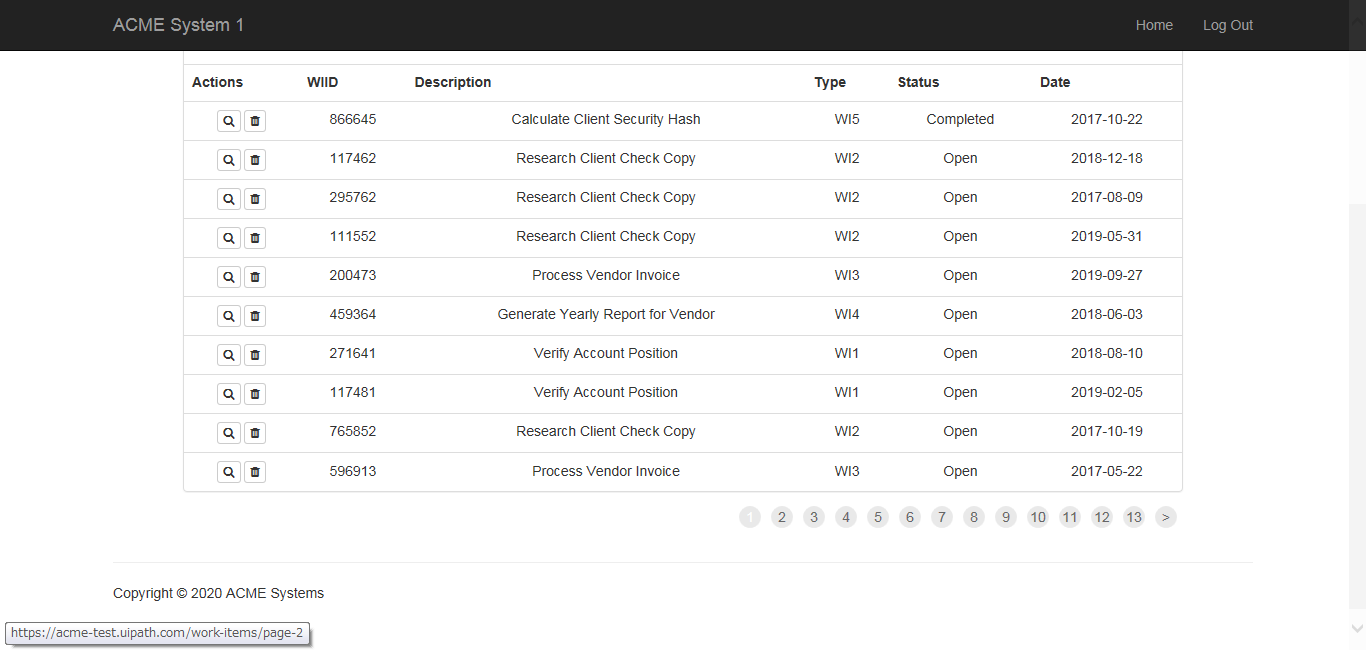 ACME System 1 Home Log Out
Actions WIID Description Type Status Date
866645 Calculate Client Security Hash WI5 Completed 2017-10-22
117462 Research Client Check Copy WI2 Open 2018-12-18
295762 Research Client Check Copy WI2 Open 2017-08-09
111552 Research Client Check Copy WI2 Open 2019-05-31
200473 Process Vendor Invoice WI3 Open 2019-09-27
459364 Generate Yearly Report for Vendor WI4 Open 2018-06-03
271641 Verify Account Position WI1 Open 2018-08-10
117481 Verify Account Position WI1 Open 2019-02-05
765852 Research Client Check Copy WI2 Open 2017-10-19
596913 Process Vendor Invoice WI3 Open 2017-05-22
1 2 3 4 5 6 7 8 9 10 11 12 13 >
Copyright © 2020 ACME Systems
https://acme-test.uipath.com/work-items/page-2